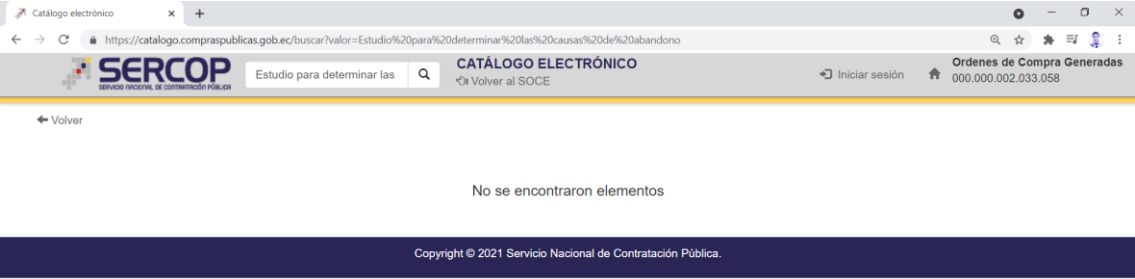 Catálogo electrónico
https://catalogo.compraspublicas.gob.ec/buscar?valor=Estudio%20para%20determinar%20las%20causas%20de%20abandono
SERCOP
SERVICIO NACIONAL DE CONTRATACIÓN PÚBLICA
Estudio para determinar las
CATÁLOGO ELECTRÓNICO
Volver al SOCE
Iniciar sesión
Ordenes de Compra Generadas
000.000.002.033.058
Volver
No se encontraron elementos
Copyright © 2021 Servicio Nacional de Contratación Pública.